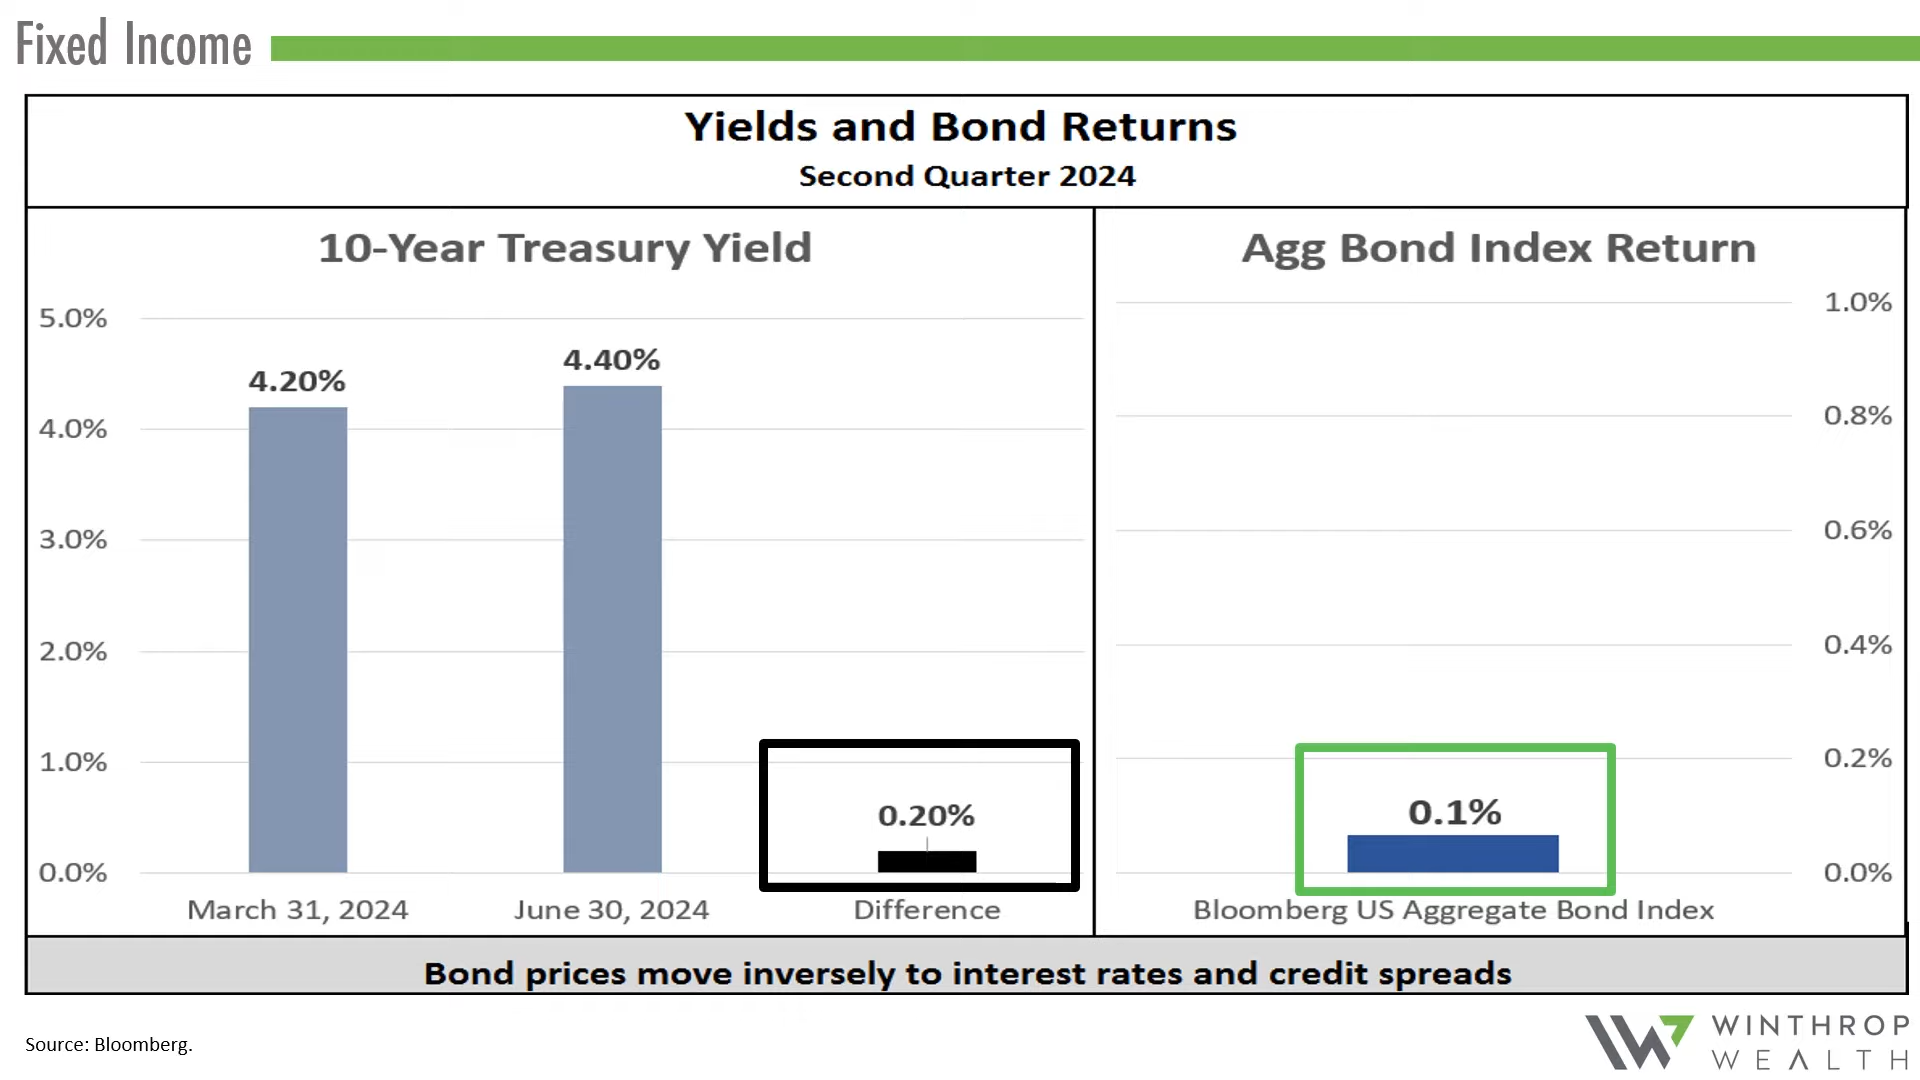 Fixed Income
Yields and Bond Returns
Second Quarter 2024
10-Year Treasury Yield
5.0%
4.0%
3.0%
2.0%
1.0%
0.0%
4.20%
4.40%
0.20%
March 31, 2024
June 30, 2024
Difference
Agg Bond Index Return
1.0%
0.8%
0.6%
0.4%
0.2%
0.0%
0.1%
Bloomberg US Aggregate Bond Index
Bond prices move inversely to interest rates and credit spreads
Source: Bloomberg.
WINTHROP
WEALTH